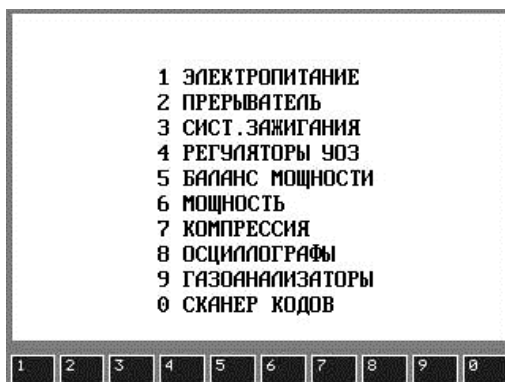 1 ЭЛЕКТРОПИТАНИЕ
2 ПРЕРЫВАТЕЛЬ
3 СИСТ.ЗАЖИГАНИЯ
4 РЕГУЛЯТОРЫ УОЗ
5 БАЛАНС МОЩНОСТИ
6 МОЩНОСТЬ
7 КОМПРЕССИЯ
8 ОСЦИЛЛОГРАФЫ
9 ГАЗОАНАЛИЗАТОРЫ
0 СКАНЕР КОДОВ
1 2 3 4 5 6 7 8 9 0